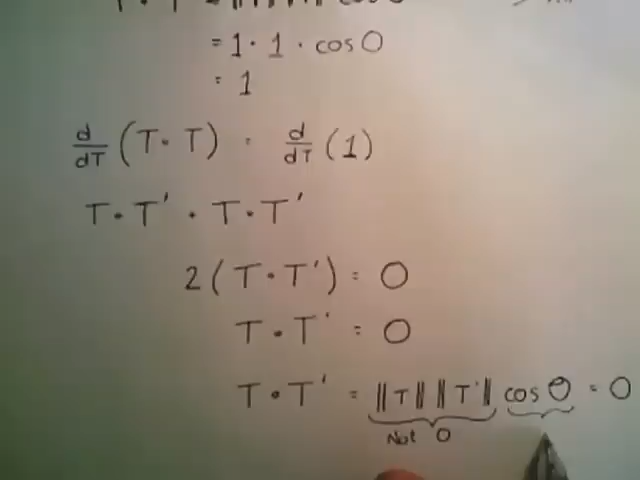 = 1 · 1 · cos 0
= 1
d/dT (T · T) = d/dT (1)
T · T' · T · T'
2 (T · T') = 0
T · T' = 0
T · T' = ||T|| ||T'|| cos θ = 0
Not 0